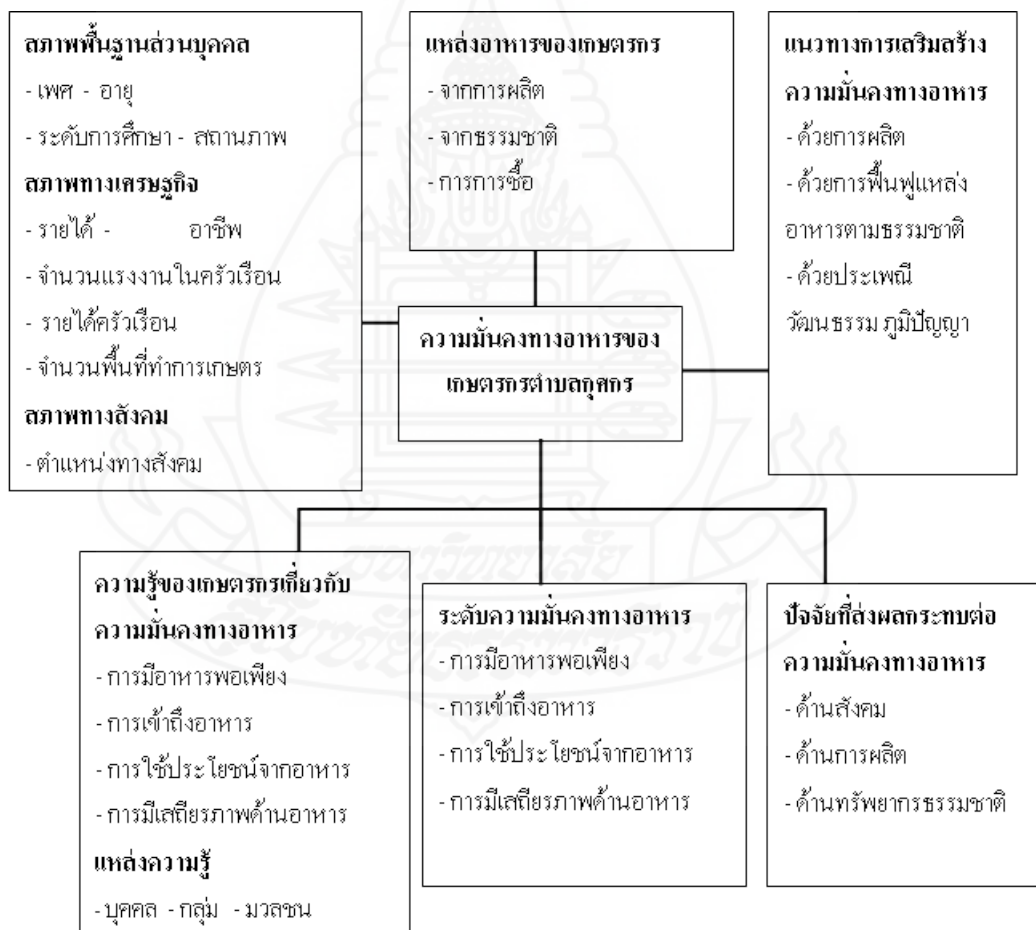 สภาพพื้นฐานส่วนบุคคล
- เพศ - อายุ
- ระดับการศึกษา - สถานภาพ
สภาพทางเศรษฐกิจ
- รายได้ - อาชีพ
- จำนวนแรงงานในครัวเรือน
- รายได้ครัวเรือน
- จำนวนพื้นที่ทำการเกษตร
สภาพทางสังคม
- ตำแหน่งทางสังคม
แหล่งอาหารของเกษตรกร
- จากการผลิต
- จากธรรมชาติ
- การการซื้อ
แนวทางการเสริมสร้าง
ความมั่นคงทางอาหาร
- ด้วยการผลิต
- ด้วยการฟื้นฟูแหล่ง
อาหารตามธรรมชาติ
- ด้วยประเพณี
วัฒนธรรม ภูมิปัญญา
ความมั่นคงทางอาหารของ
เกษตรกรตำบลกุศกร
ความรู้ของเกษตรกรเกี่ยวกับ
ความมั่นคงทางอาหาร
- การมีอาหารพอเพียง
- การเข้าถึงอาหาร
- การใช้ประโยชน์จากอาหาร
- การมีเสถียรภาพด้านอาหาร
แหล่งความรู้
- บุคคล - กลุ่ม - มวลชน
ระดับความมั่นคงทางอาหาร
- การมีอาหารพอเพียง
- การเข้าถึงอาหาร
- การใช้ประโยชน์จากอาหาร
- การมีเสถียรภาพด้านอาหาร
ปัจจัยที่ส่งผลกระทบต่อ
ความมั่นคงทางอาหาร
- ด้านสังคม
- ด้านการผลิต
- ด้านทรัพยากรธรรมชาติ